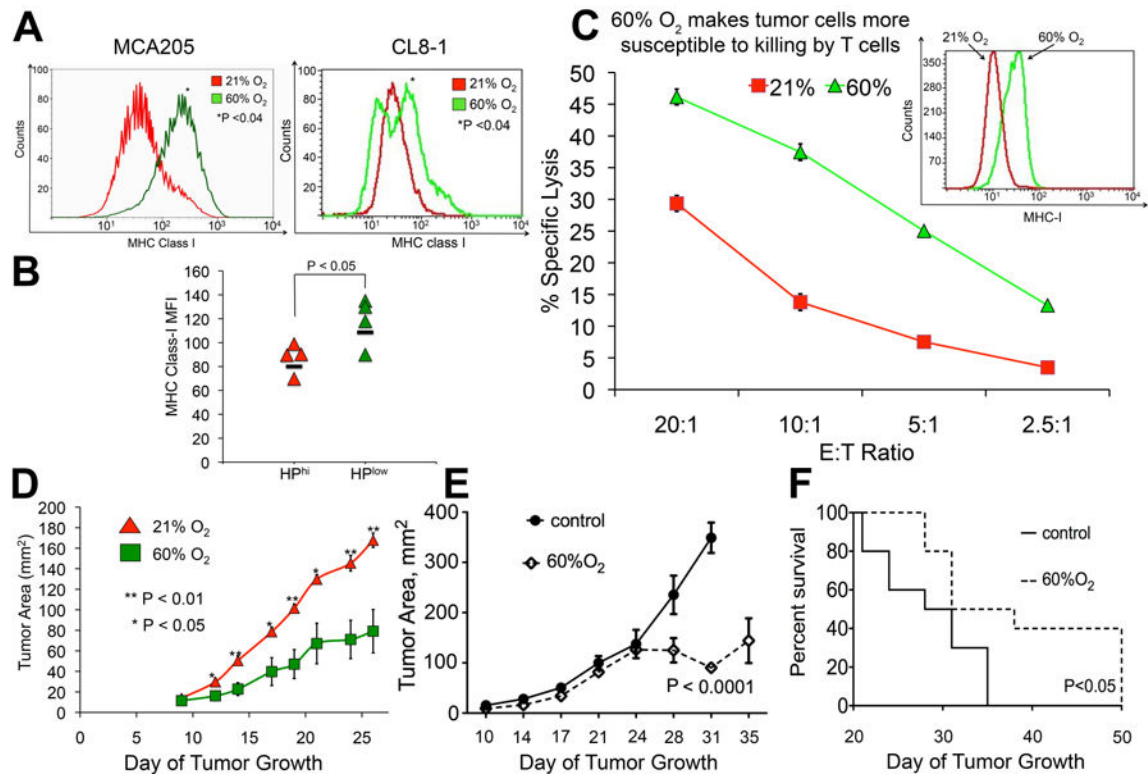 A
MCA205
CL8-1
100
80
60
40
20
0
Counts
21% O₂
60% O₂
*P <0.04
*
10¹ 10² 10³ 10⁴
MHC Class I
100
80
60
40
20
0
Counts
21% O₂
60% O₂
*P <0.04
*
10¹ 10² 10³ 10⁴
MHC class I
B
P < 0.05
160
140
120
100
80
60
40
20
0
MHC Class-I MFI
HPhi HPlow
C
60% O₂ makes tumor cells more
susceptible to killing by T cells
21% 60%
50
45
40
35
30
25
20
15
10
5
0
% Specific Lysis
20:1 10:1 5:1 2.5:1
E:T Ratio
21% O₂ 60% O₂
350
280
210
140
70
0
Counts
10⁰ 10¹ 10² 10³ 10⁴
MHC-I
D
200
180
160
140
120
100
80
60
40
20
0
Tumor Area (mm²)
21% O₂
60% O₂
** P < 0.01
* P < 0.05
* ** * ** * ** **
0 5 10 15 20 25
Day of Tumor Growth
E
400
300
200
100
0
Tumor Area, mm²
control
60%O₂
P < 0.0001
10 14 17 21 24 28 31 35
Day of Tumor Growth
F
100
80
60
40
20
0
Percent survival
control
60%O₂
P<0.05
20 30 40 50
Day of Tumor Growth